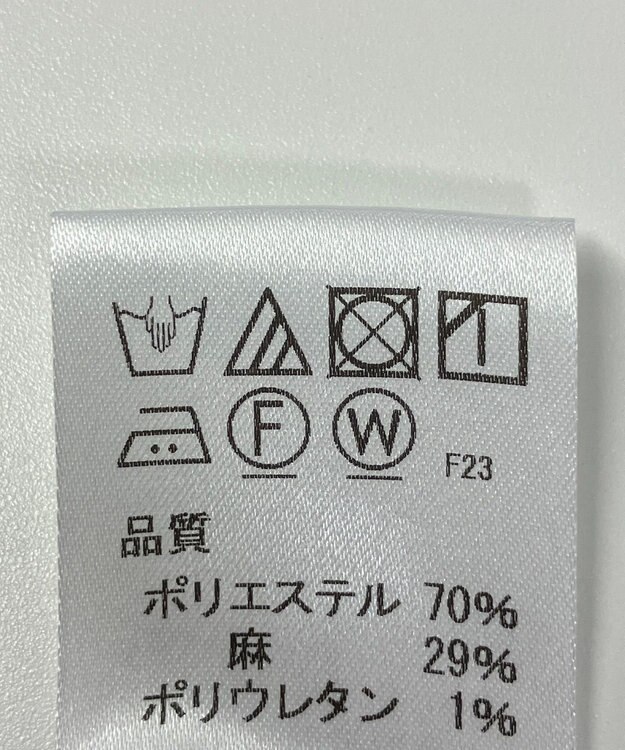 F W F23
品質
ポリエステル 70%
麻 29%
ポリウレタン 1%